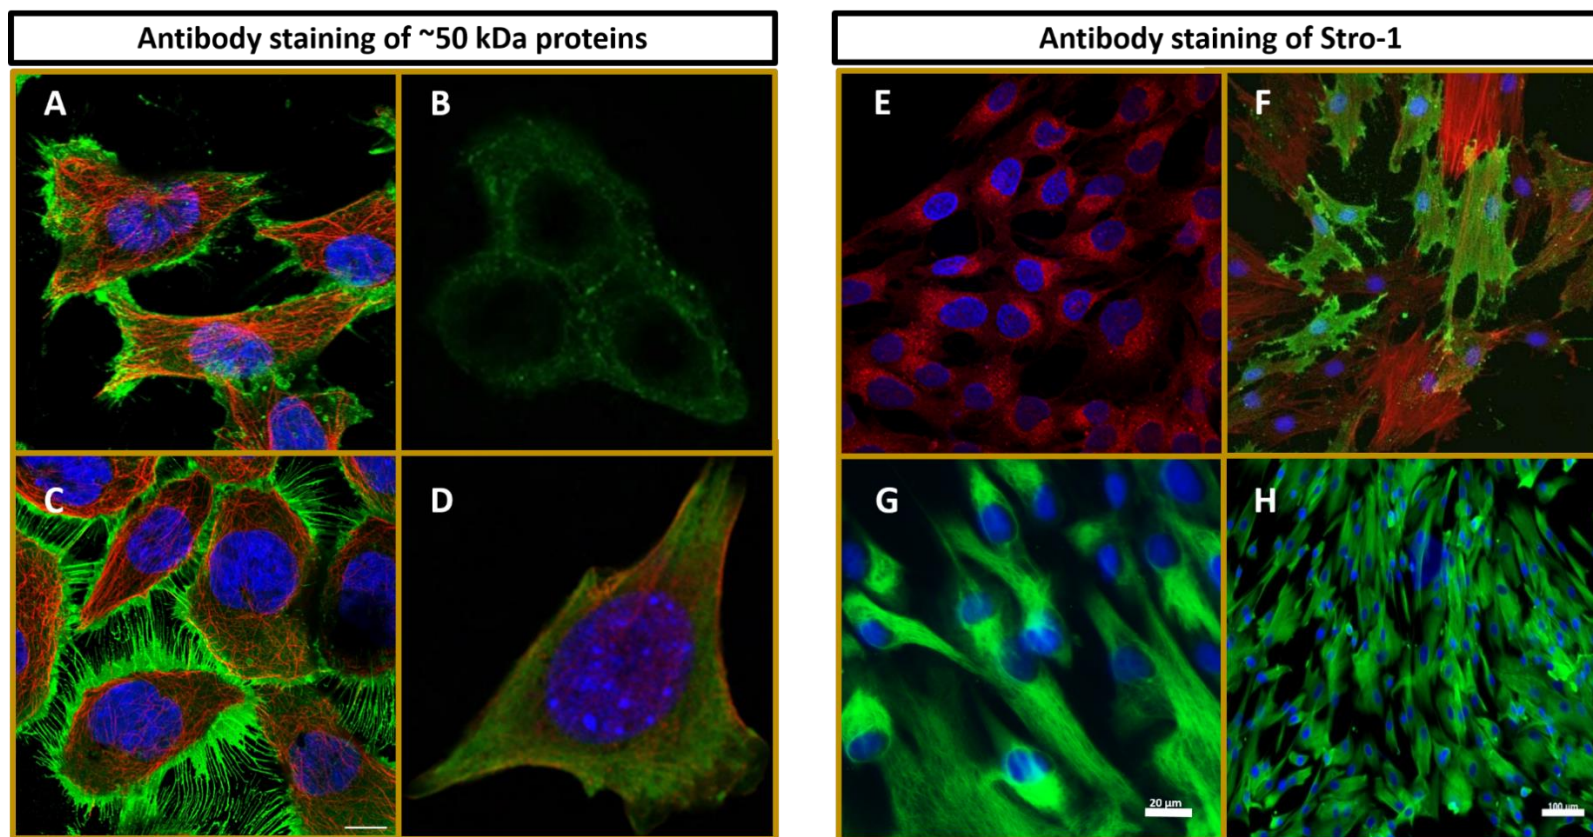 Antibody staining of ~50 kDa proteins
Antibody staining of Stro-1
A
B
C
D
E
F
G
H
20 µm
100 µm